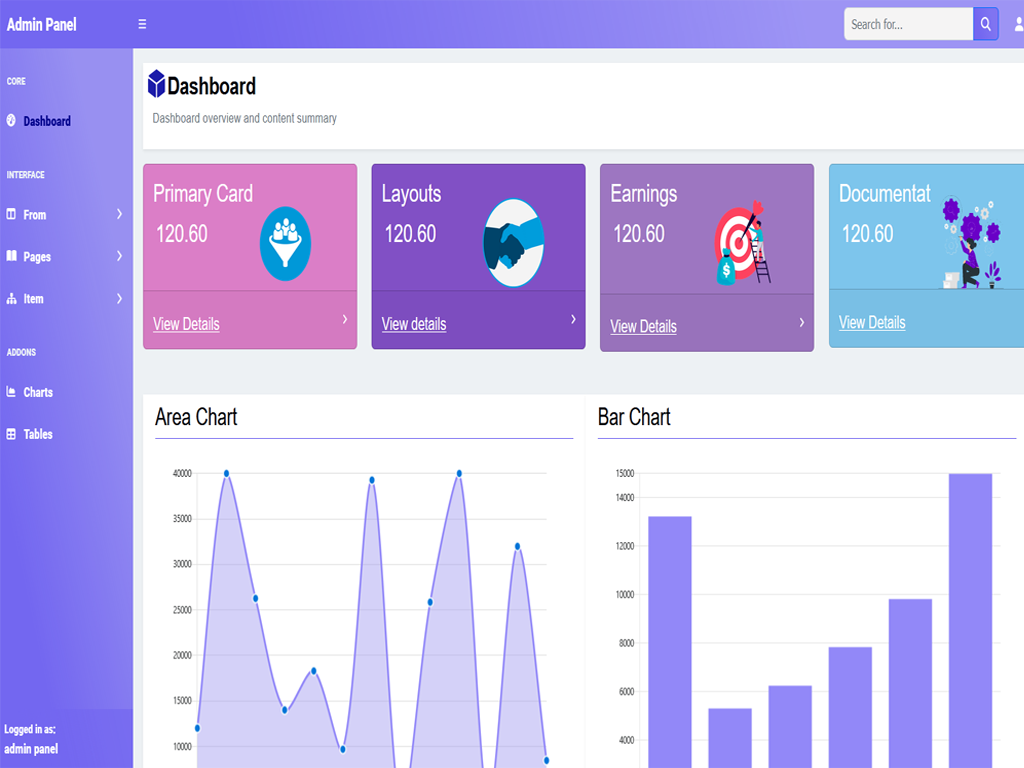 Admin Panel
Search for...
CORE
Dashboard
INTERFACE
From
Pages
Item
ADDONS
Charts
Tables
Logged in as:
admin panel
Dashboard
Dashboard overview and content summary
Primary Card
120.60
View Details
Layouts
120.60
View details
Earnings
120.60
$
View Details
Documentat
120.60
View Details
Area Chart
40000
35000
30000
25000
20000
15000
10000
Bar Chart
15000
14000
12000
10000
8000
6000
4000